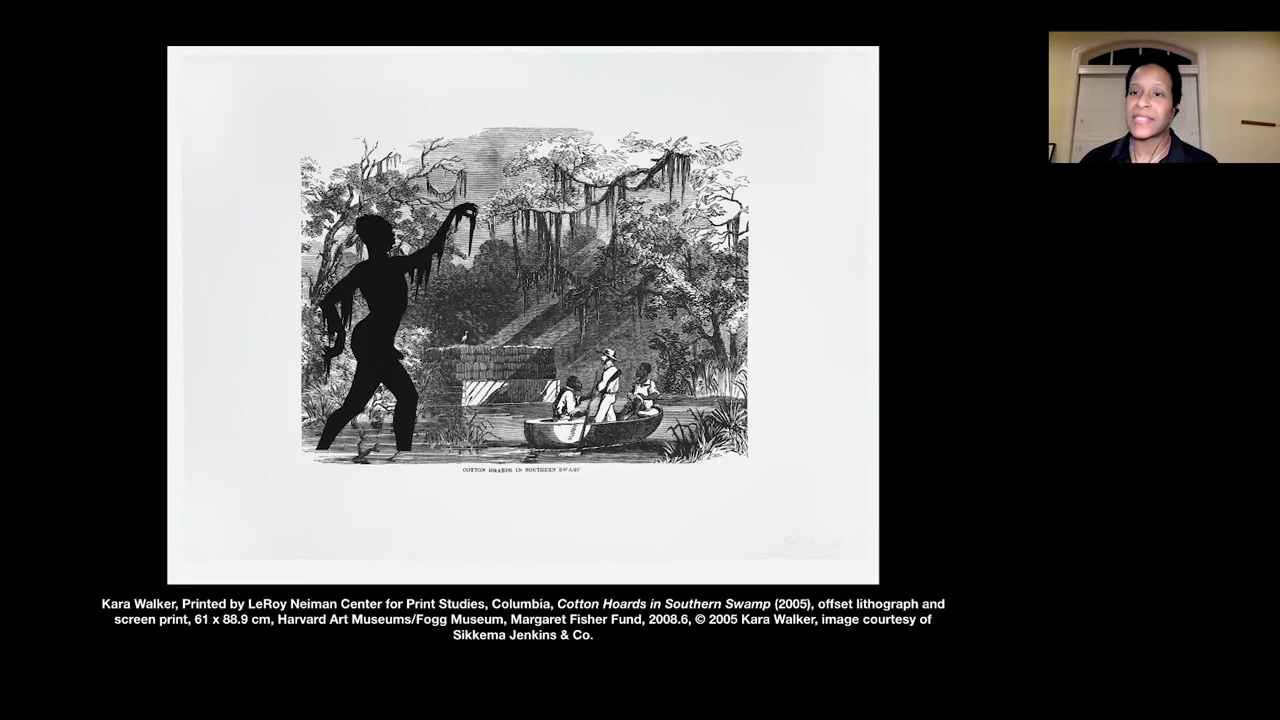 COTTON HOARDS IN SOUTHERN SWAMP
Kara Walker, Printed by LeRoy Neiman Center for Print Studies, Columbia, Cotton Hoards in Southern Swamp (2005), offset lithograph and
screen print, 61 x 88.9 cm, Harvard Art Museums/Fogg Museum, Margaret Fisher Fund, 2008.6, © 2005 Kara Walker, image courtesy of
Sikkema Jenkins & Co.